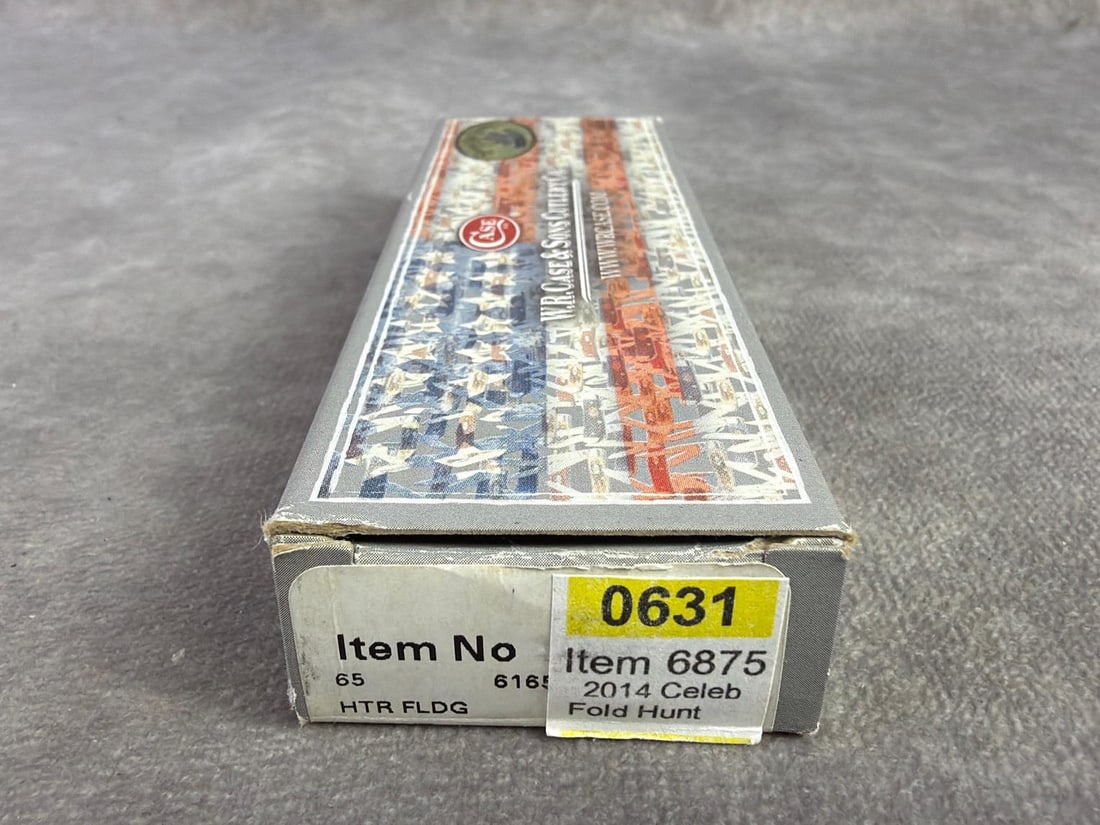 CASE
W.R. CASE & SONS CUTLERY CO.
WWW.WRCASE.COM
Item No
65 6165
HTR FLDG
0631
Item 6875
2014 Celeb
Fold Hunt